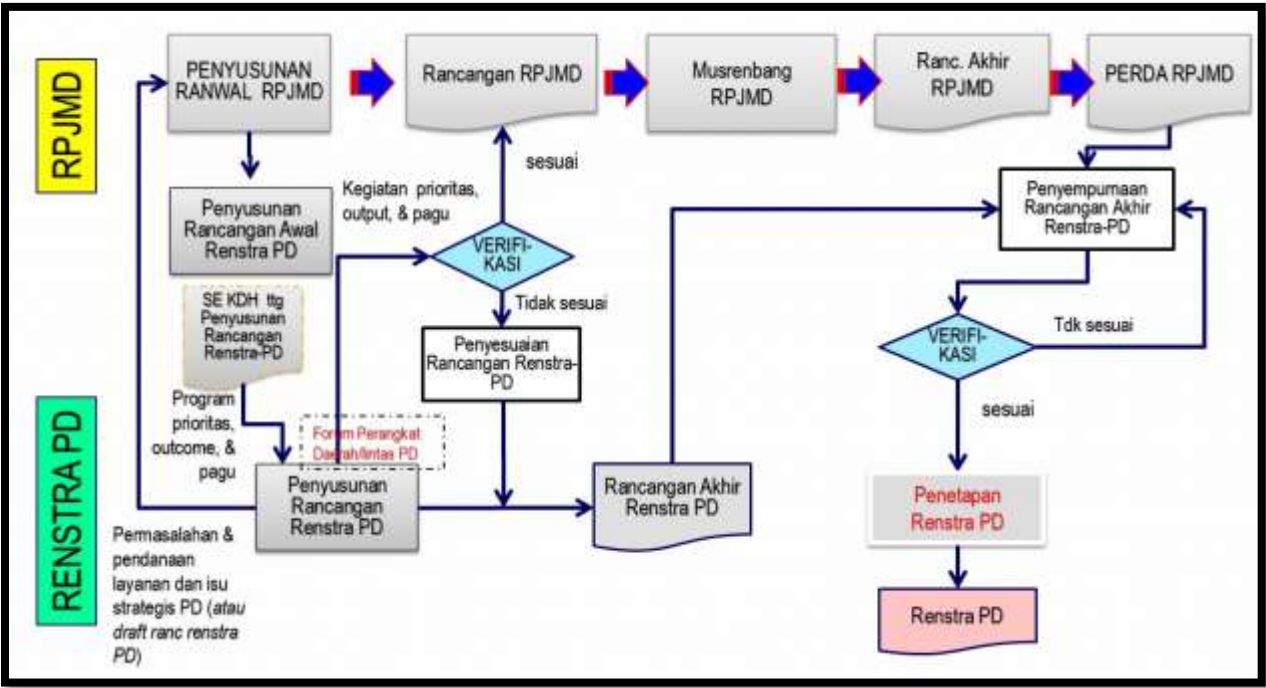 RPJMD
PENYUSUNAN
RANWAL RPJMD
Rancangan RPJMD
Musrenbang
RPJMD
Ranc. Akhir
RPJMD
PERDA RPJMD
sesuai
Kegiatan prioritas,
output, & pagu
Penyusunan
Rancangan Awal
Renstra PD
VERIFI-
KASI
Penyempurnaan
Rancangan Akhir
Renstra-PD
SE KDH ttg
Penyusunan
Rancangan
Renstra-PD
Tidak sesuai
Penyesuaian
Rancangan Renstra-
PD
VERIFI-
KASI
Tdk sesuai
sesuai
RENSTRA PD
Program
prioritas,
outcome, &
pagu
Forum Perangkat
Daerah/lintas PD
Penyusunan
Rancangan
Renstra PD
Rancangan Akhir
Renstra PD
Penetapan
Renstra PD
Permasalahan &
pendanaan
layanan dan isu
strategis PD (atau
draft ranc renstra
PD)
Renstra PD